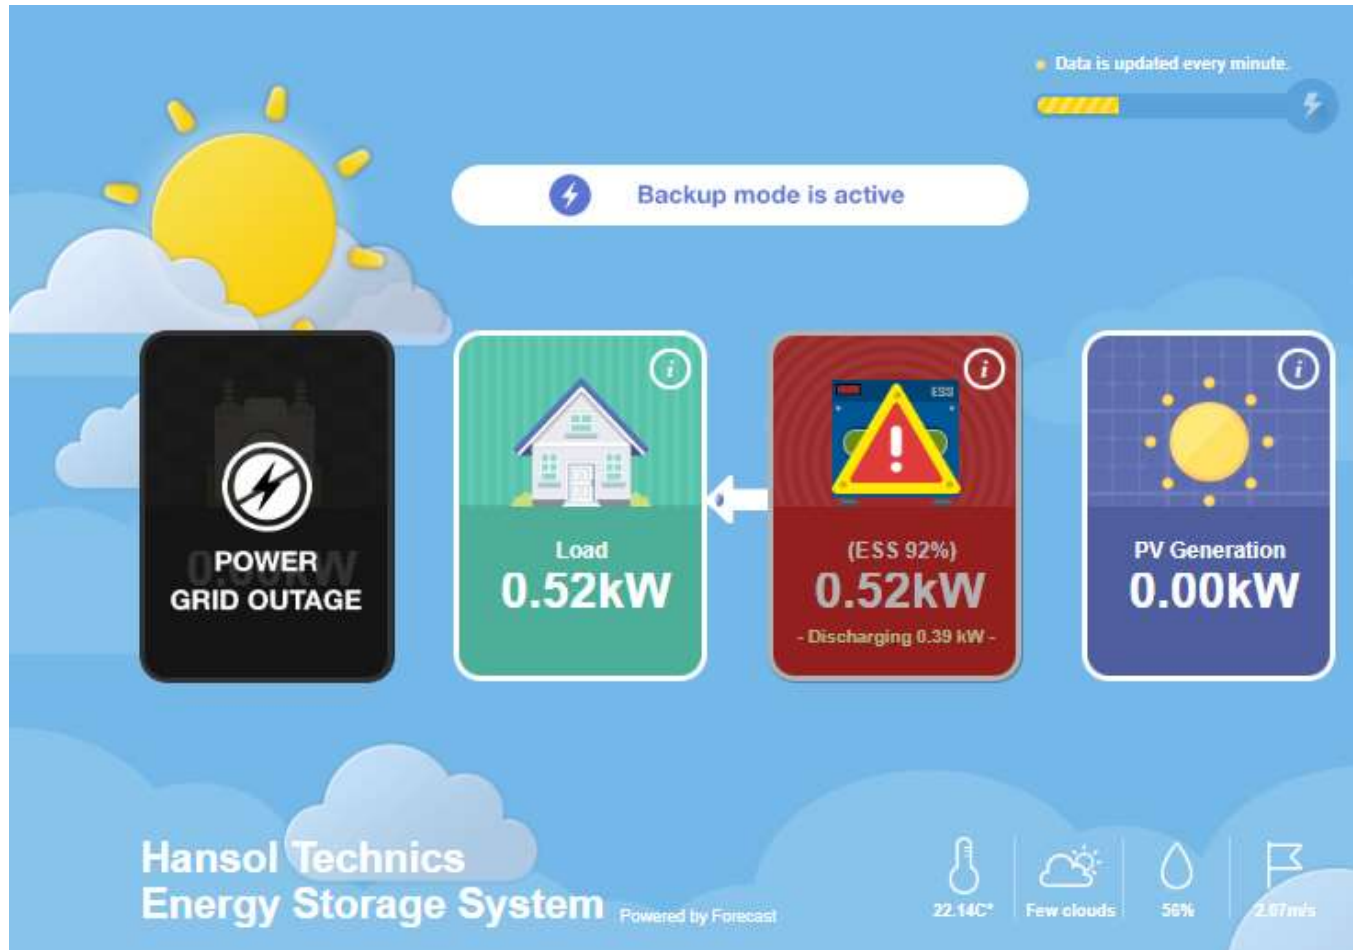 Data is updated every minute.
Backup mode is active
POWER
GRID OUTAGE
0.00kW
Load
0.52kW
ESS
(ESS 92%)
0.52kW
- Discharging 0.39 kW -
PV Generation
0.00kW
Hansol Technics
Energy Storage System
Powered by Forecast
22.14C°
Few clouds
56%
2.07m/s